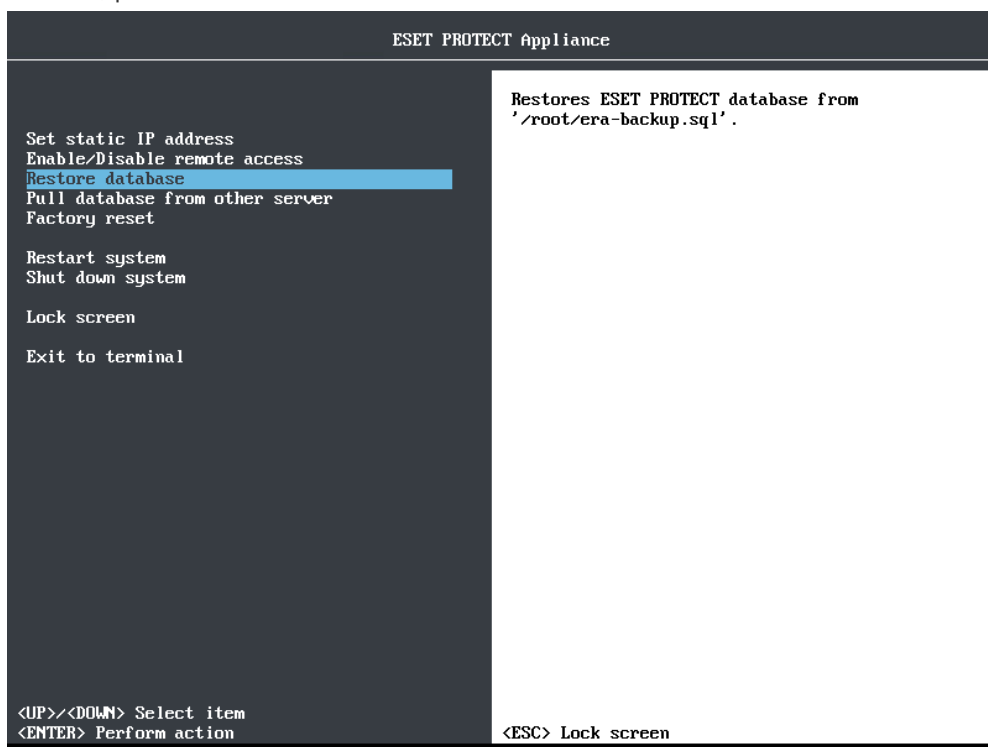 ESET PROTECT Appliance
Set static IP address
Enable/Disable remote access
Restore database
Pull database from other server
Factory reset
Restart system
Shut down system
Lock screen
Exit to terminal
Restores ESET PROTECT database from
'/root/era-backup.sql'.
<UP>/<DOWN> Select item
<ENTER> Perform action
<ESC> Lock screen